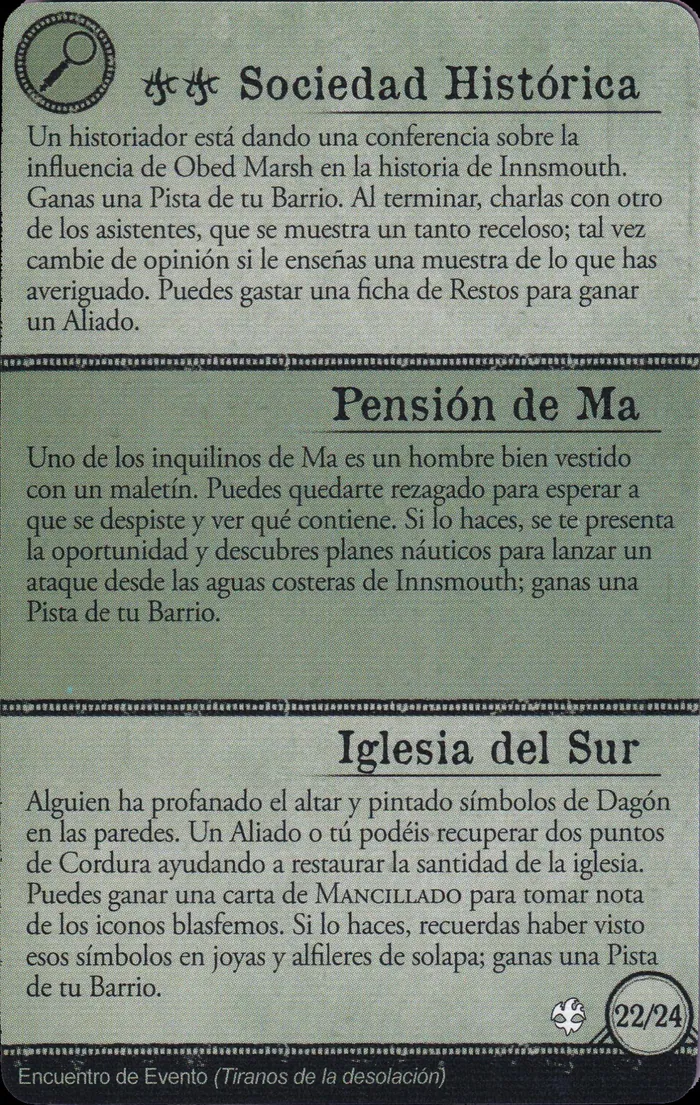 Sociedad Histórica
Un historiador está dando una conferencia sobre la
influencia de Obed Marsh en la historia de Innsmouth.
Ganas una Pista de tu Barrio. Al terminar, charlas con otro
de los asistentes, que se muestra un tanto receloso; tal vez
cambie de opinión si le enseñas una muestra de lo que has
averiguado. Puedes gastar una ficha de Restos para ganar
un Aliado.
Pensión de Ma
Uno de los inquilinos de Ma es un hombre bien vestido
con un maletín. Puedes quedarte rezagado para esperar a
que se despiste y ver qué contiene. Si lo haces, se te presenta
la oportunidad y descubres planes náuticos para lanzar un
ataque desde las aguas costeras de Innsmouth; ganas una
Pista de tu Barrio.
Iglesia del Sur
Alguien ha profanado el altar y pintado símbolos de Dagón
en las paredes. Un Aliado o tú podéis recuperar dos puntos
de Cordura ayudando a restaurar la santidad de la iglesia.
Puedes ganar una carta de MANCILLADO para tomar nota
de los iconos blasfemos. Si lo haces, recuerdas haber visto
esos símbolos en joyas y alfileres de solapa; ganas una Pista
de tu Barrio.
22/24
Encuentro de Evento (Tiranos de la desolación)